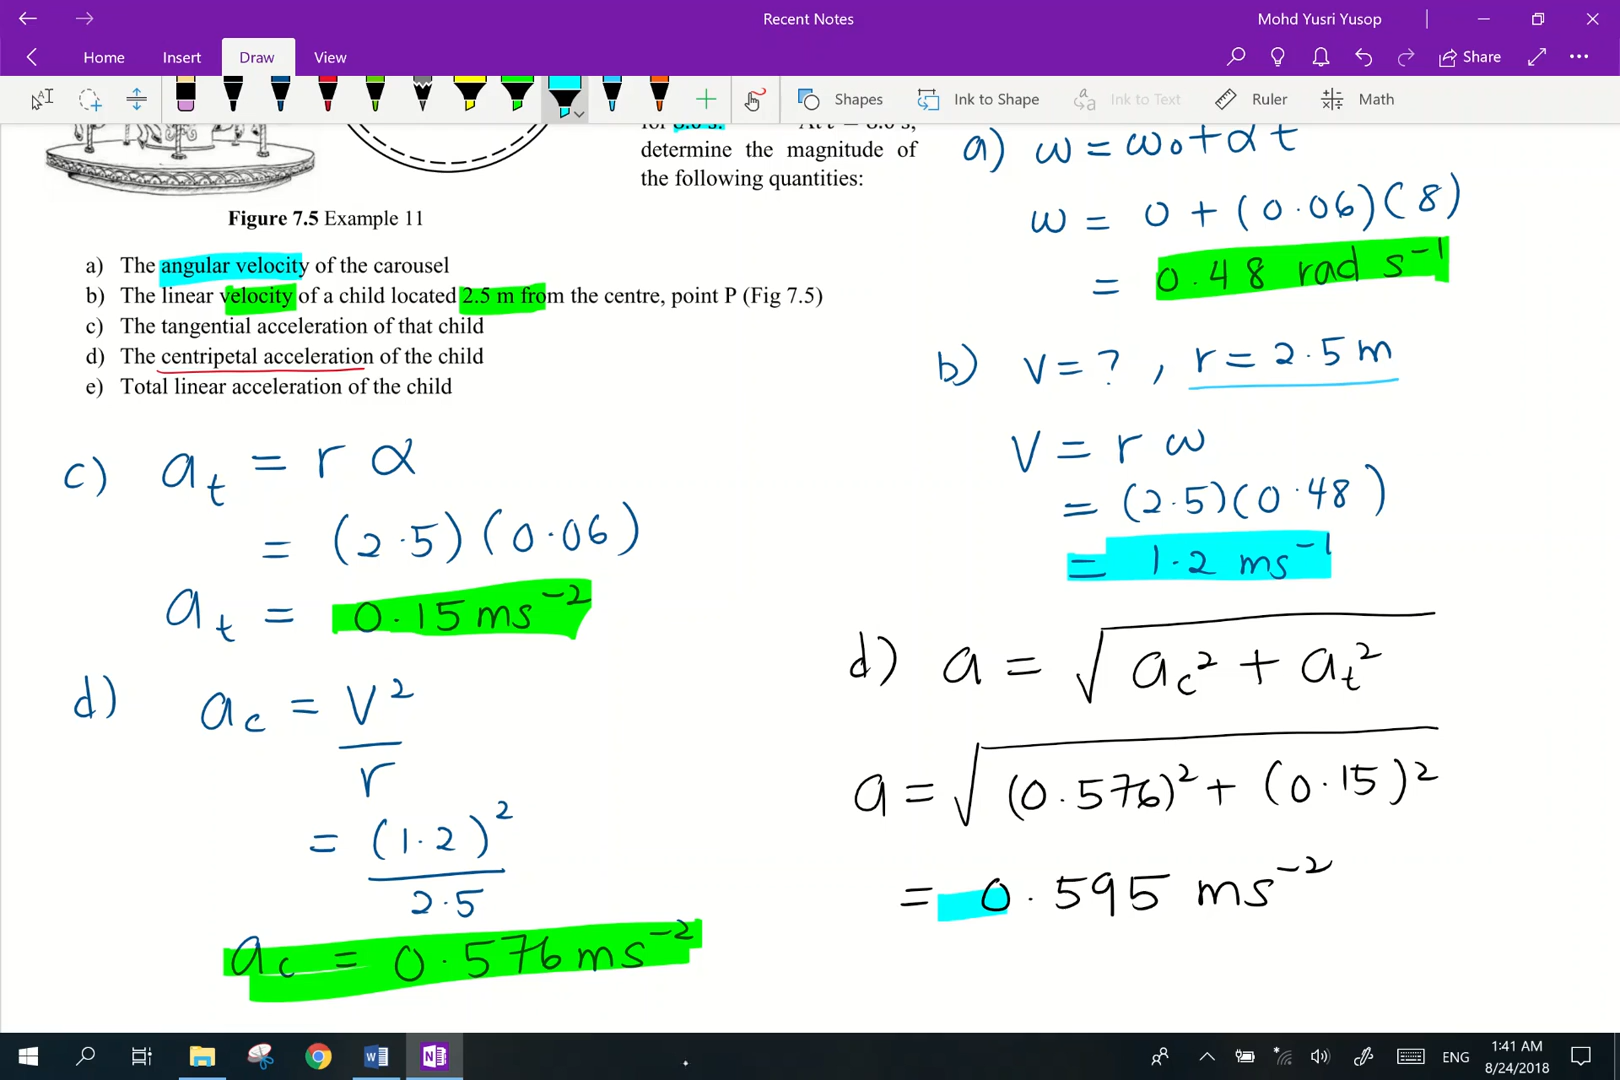 Recent Notes
Mohd Yusri Yusop
Home
Insert
Draw
View
Share
Shapes
Ink to Shape
Ink to Text
Ruler
Math
determine the magnitude of
the following quantities:
Figure 7.5 Example 11
a) The angular velocity of the carousel
b) The linear velocity of a child located 2.5 m from the centre, point P (Fig 7.5)
c) The tangential acceleration of that child
d) The centripetal acceleration of the child
e) Total linear acceleration of the child
a) ω = ω₀ + αt
ω = 0 + (0.06)(8)
= 0.48 rad s⁻¹
b) v = ? , r = 2.5 m
V = r ω
= (2.5)(0.48)
= 1.2 ms⁻¹
c) a_t = r α
= (2.5)(0.06)
a_t = 0.15 ms⁻²
d) a_c = V²
r
= (1.2)²
2.5
a_c = 0.576 ms⁻²
d) a = √ a_c² + a_t²
a = √ (0.576)² + (0.15)²
= 0.595 ms⁻²
ENG
1:41 AM
8/24/2018